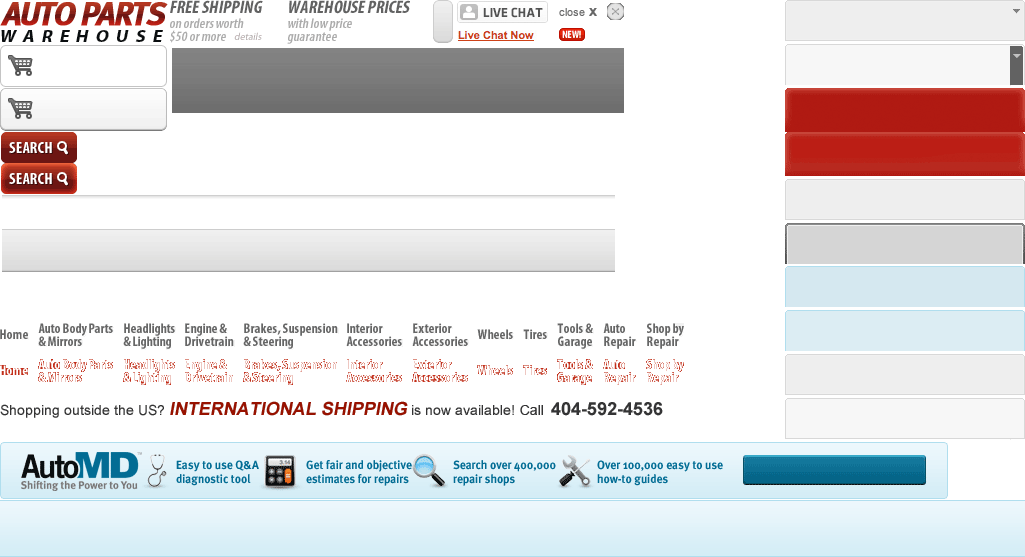 AUTO PARTS
WAREHOUSE
FREE SHIPPING
on orders worth
$50 or more details
WAREHOUSE PRICES
with low price
guarantee
LIVE CHAT
Live Chat Now
close X
NEW!
SEARCH
SEARCH
Home
Auto Body Parts
& Mirrors
Headlights
& Lighting
Engine &
Drivetrain
Brakes, Suspension
& Steering
Interior
Accessories
Exterior
Accessories
Wheels
Tires
Tools &
Garage
Auto
Repair
Shop by
Repair
Home
Auto Body Parts
& Mirrors
Headlights
& Lighting
Engine &
Drivetrain
Brakes, Suspension
& Steering
Interior
Accessories
Exterior
Accessories
Wheels
Tires
Tools &
Garage
Auto
Repair
Shop by
Repair
Shopping outside the US? INTERNATIONAL SHIPPING is now available! Call 404-592-4536
AutoMD
Shifting the Power to You
Easy to use Q&A
diagnostic tool
3.14
Get fair and objective
estimates for repairs
Search over 400,000
repair shops
Over 100,000 easy to use
how-to guides